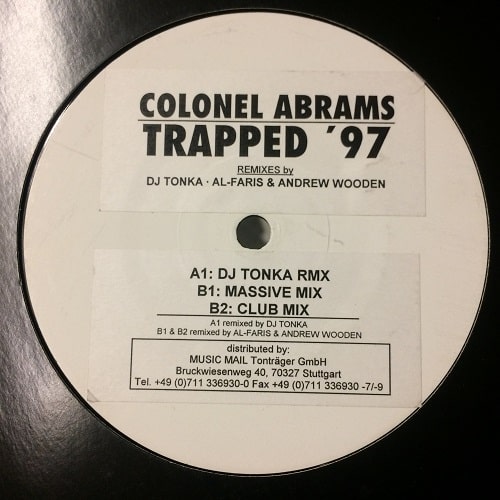 COLONEL ABRAMS
TRAPPED ´97
REMIXES by
DJ TONKA · AL-FARIS & ANDREW WOODEN
A1: DJ TONKA RMX
B1: MASSIVE MIX
B2: CLUB MIX
A1 remixed by DJ TONKA
B1 & B2 remixed by AL-FARIS & ANDREW WOODEN
distributed by:
MUSIC MAIL Tonträger GmbH
Bruckwiesenweg 40, 70327 Stuttgart
Tel. +49 (0)711 336930-0 Fax +49 (0)711 336930 -7/-9